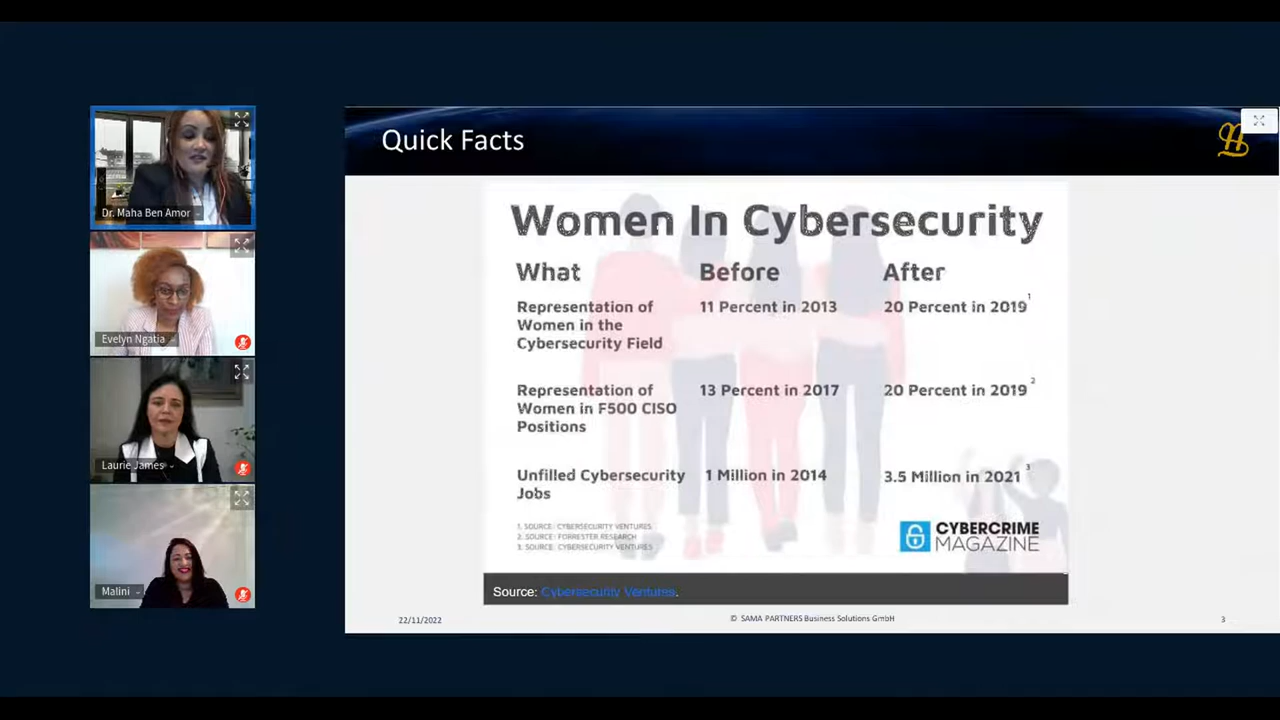 Dr. Maha Ben Amor
Evelyn Ngatia
Laurie James
Malini
Quick Facts
Women In Cybersecurity
What Before After
Representation of 11 Percent in 2013 20 Percent in 2019 1
Women in the
Cybersecurity Field
Representation of 13 Percent in 2017 20 Percent in 2019 2
Women in F500 CISO
Positions
Unfilled Cybersecurity 1 Million in 2014 3.5 Million in 2021 3
Jobs
1. SOURCE: CYBERSECURITY VENTURES
2. SOURCE: FORRESTER RESEARCH
3. SOURCE: CYBERSECURITY VENTURES
CYBERCRIME
MAGAZINE
Source: Cybersecurity Ventures.
22/11/2022 © SAMA PARTNERS Business Solutions GmbH 3